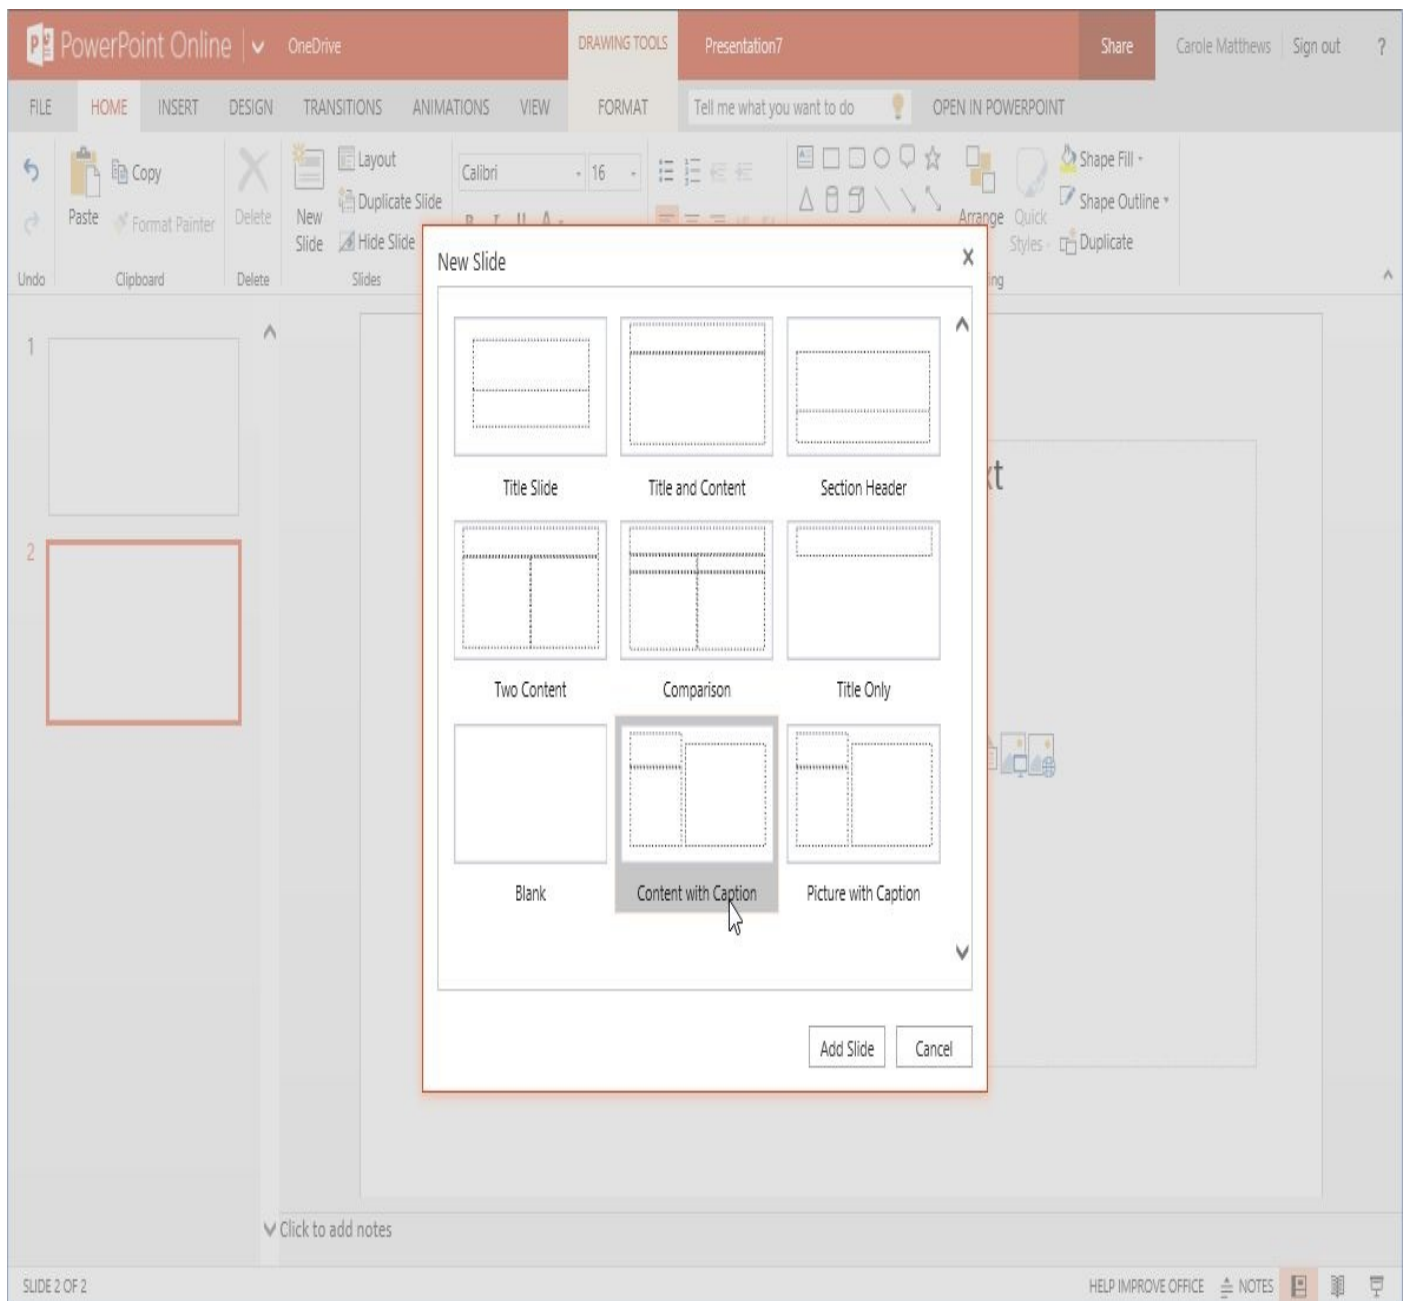 PowerPoint Online OneDrive DRAWING TOOLS Presentation7 Share Carole Matthews Sign out ?
FILE HOME INSERT DESIGN TRANSITIONS ANIMATIONS VIEW FORMAT Tell me what you want to do OPEN IN POWERPOINT
Layout
Calibri 16
Shape Fill
Copy
Duplicate Slide
Shape Outline
Paste Format Painter Delete New Slide Hide Slide
B I U A
Arrange Quick Styles Duplicate
Undo Clipboard Delete Slides ing
New Slide X
1
Title Slide Title and Content Section Header
xt
2
Two Content Comparison Title Only
Blank Content with Caption Picture with Caption
Add Slide Cancel
Click to add notes
SLIDE 2 OF 2 HELP IMPROVE OFFICE NOTES